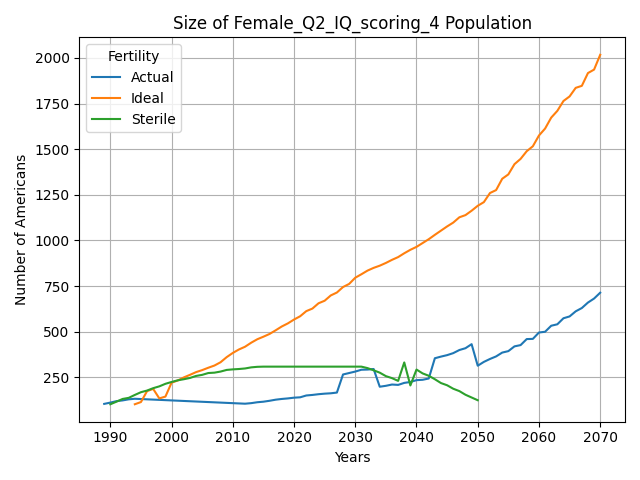 Size of Female_Q2_IQ_scoring_4 Population
Fertility
Actual
Ideal
Sterile
Number of Americans
2000
1750
1500
1250
1000
750
500
250
1990 2000 2010 2020 2030 2040 2050 2060 2070
Years